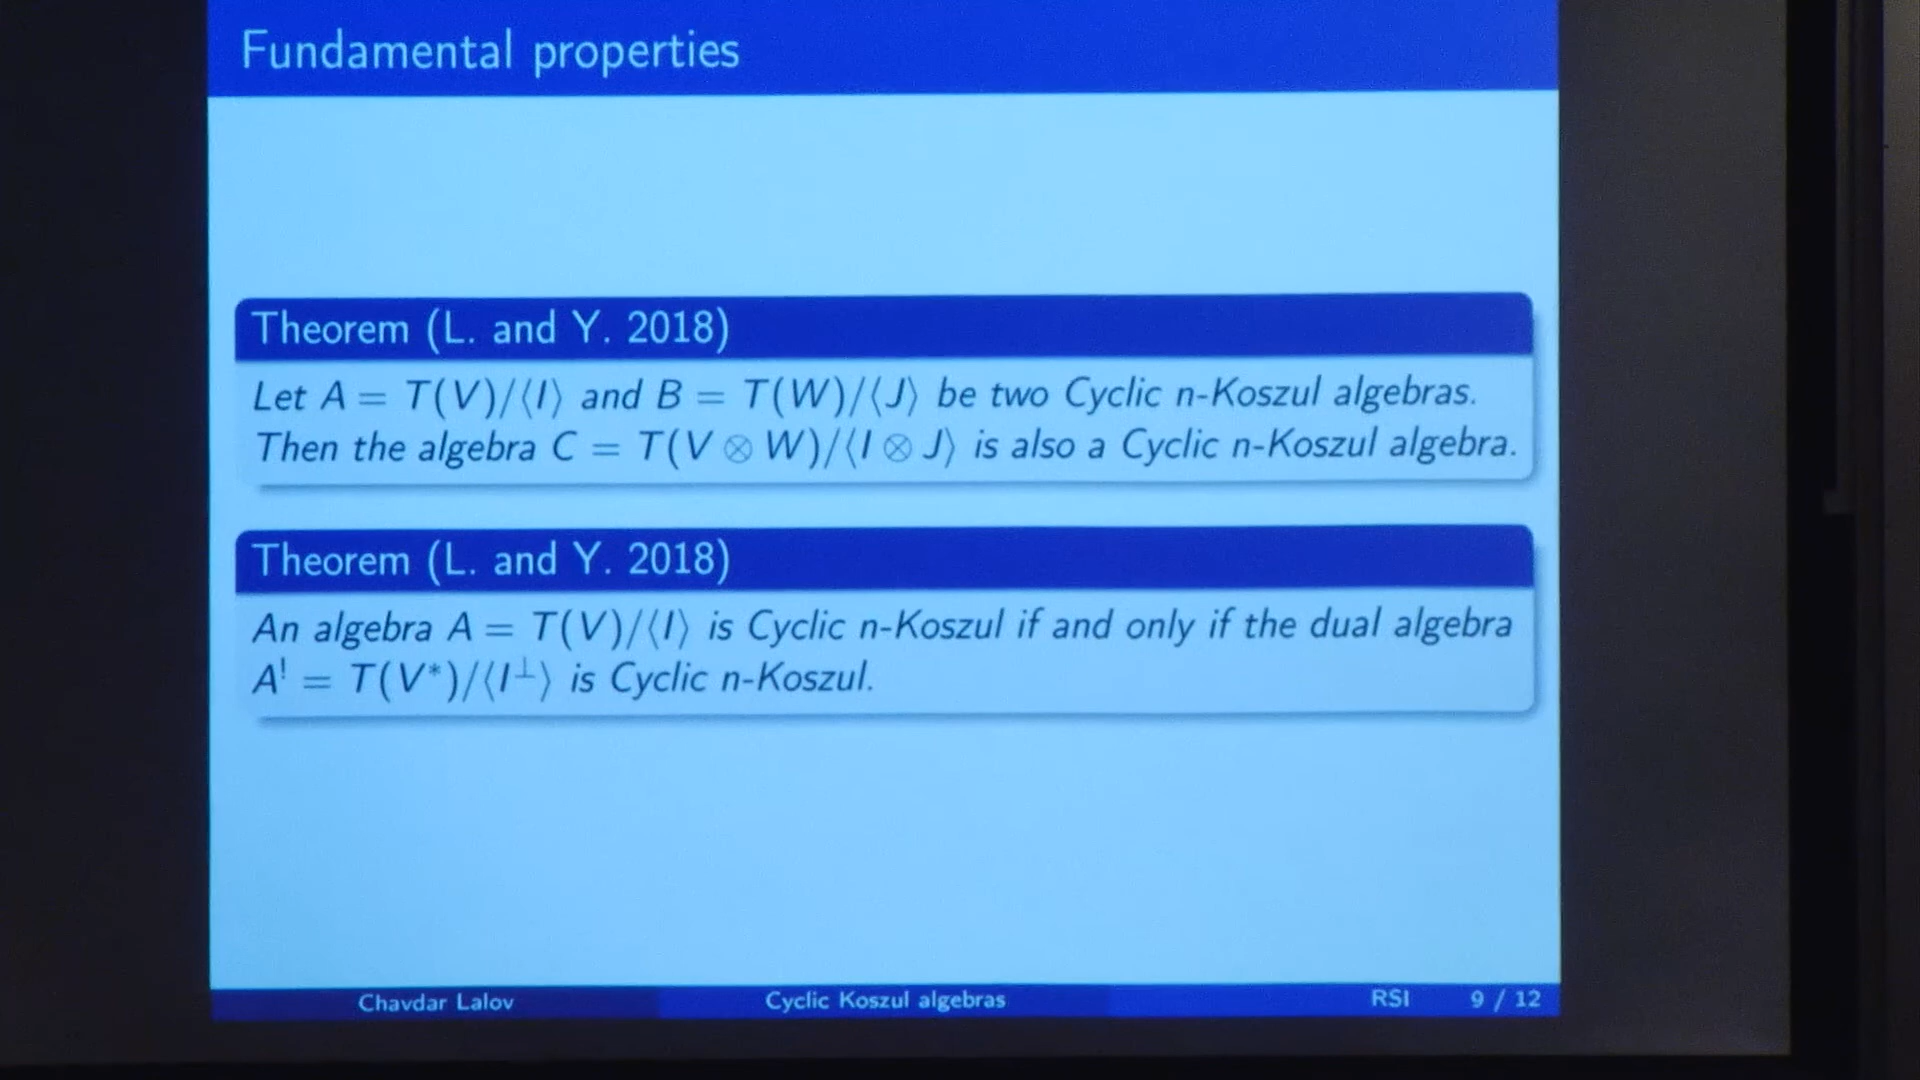 Fundamental properties
Theorem (L. and Y. 2018)
Let A = T(V)/⟨I⟩ and B = T(W)/⟨J⟩ be two Cyclic n-Koszul algebras.
Then the algebra C = T(V ⊗ W)/⟨I ⊗ J⟩ is also a Cyclic n-Koszul algebra.
Theorem (L. and Y. 2018)
An algebra A = T(V)/⟨I⟩ is Cyclic n-Koszul if and only if the dual algebra
A! = T(V*)/⟨I⊥⟩ is Cyclic n-Koszul.
Chavdar Lalov Cyclic Koszul algebras RSI 9 / 12